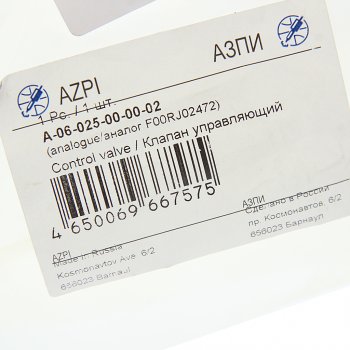 AZPI АЗПИ
1 Pc. / 1 шт.
A-06-025-00-00-02
(analogue/аналог F00RJ02472)
Control valve / Клапан управляющий
4 650069 667575
AZPI
Made in Russia
Kosmonavtov Ave. 6/2
656023 Barnaul
АЗПИ
Сделано в России
пр. Космонавтов, 6/2
656023 Барнаул